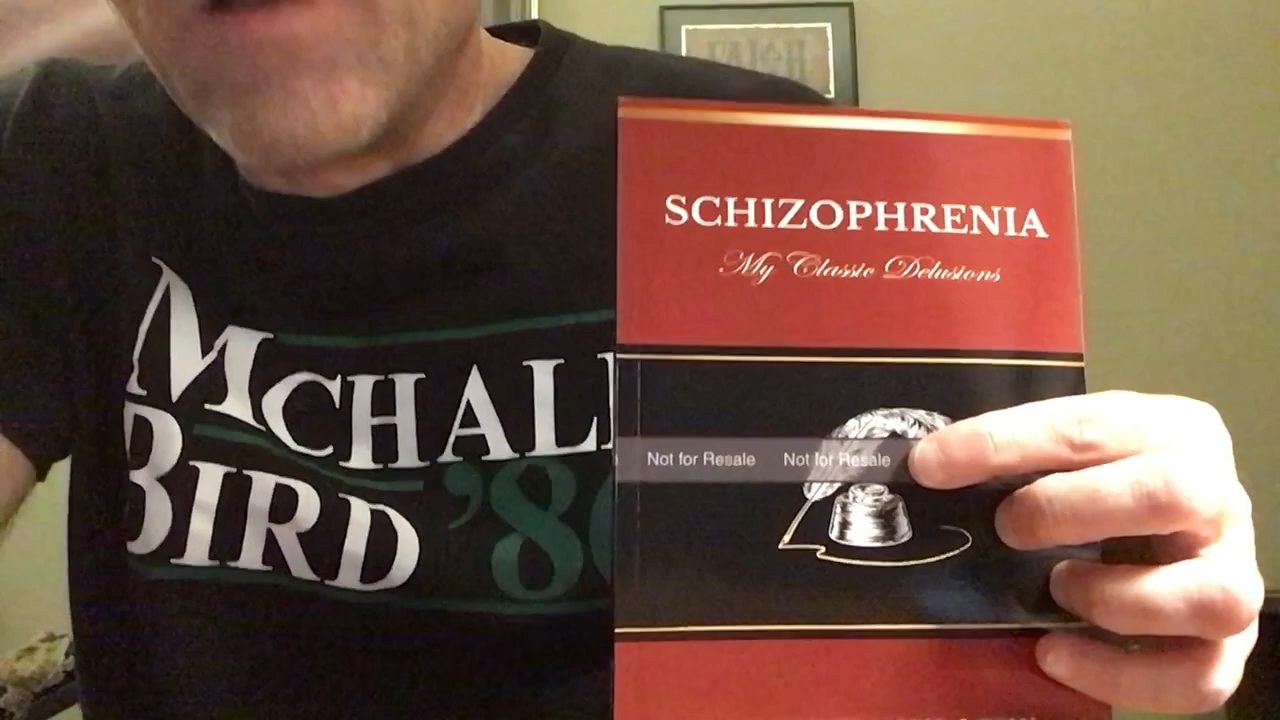 MCHAL
BIRD '8
SCHIZOPHRENIA
My Classic Delusions
Not for Resale Not for Resale